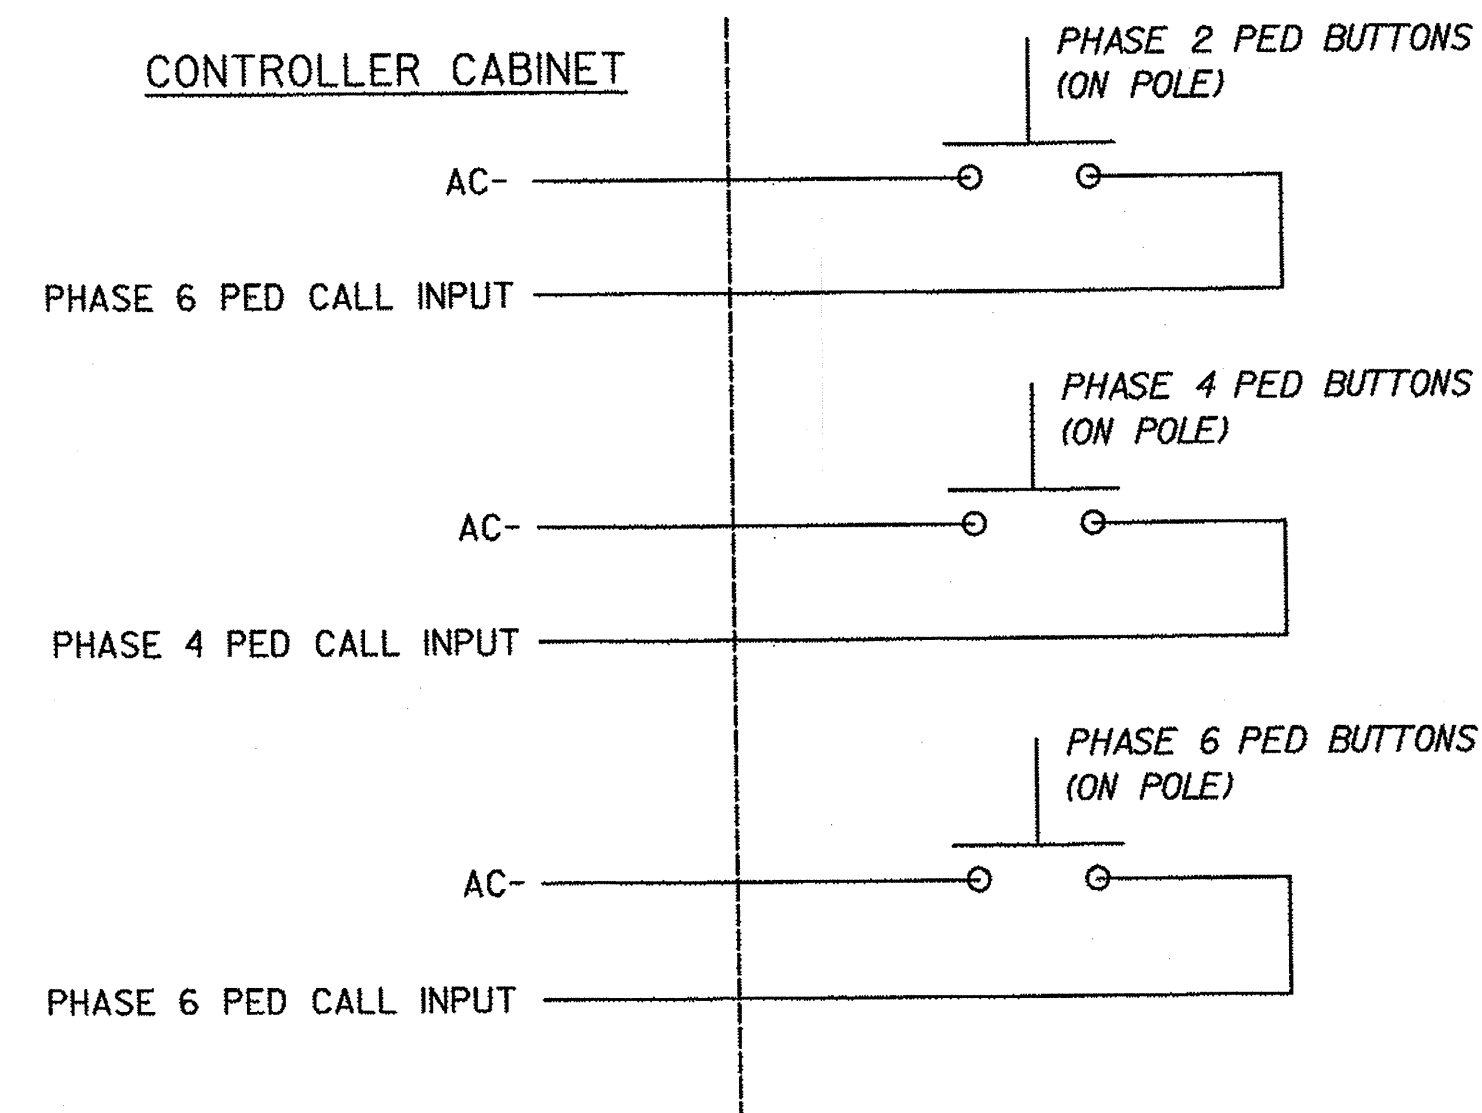 CONTROLLER CABINET
PHASE 2 PED BUTTONS
(ON POLE)
AC-
PHASE 6 PED CALL INPUT
PHASE 4 PED BUTTONS
(ON POLE)
AC-
PHASE 4 PED CALL INPUT
PHASE 6 PED BUTTONS
(ON POLE)
AC-
PHASE 6 PED CALL INPUT